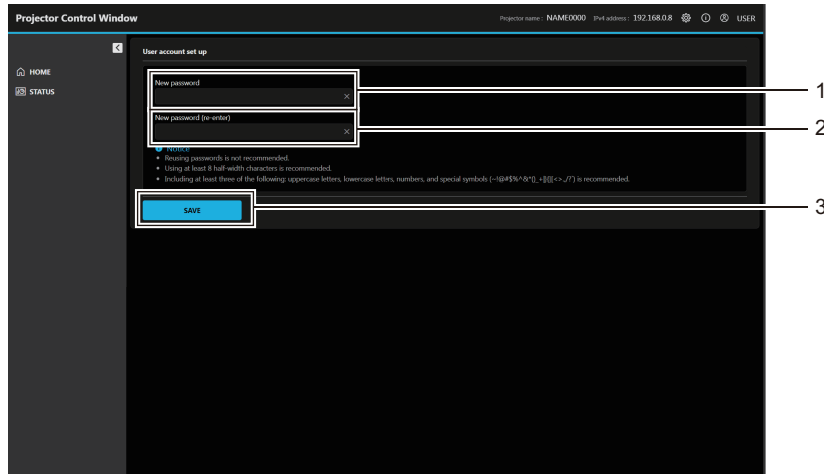 Projector Control Window
Projector name : NAME0000 IPv4 address : 192.168.0.8 USER
User account set up
HOME
STATUS
New password
1
New password (re-enter)
2
Notice
• Reusing passwords is not recommended.
• Using at least 8 half-width characters is recommended.
• Including at least three of the following: uppercase letters, lowercase letters, numbers, and special symbols is recommended.
SAVE
3